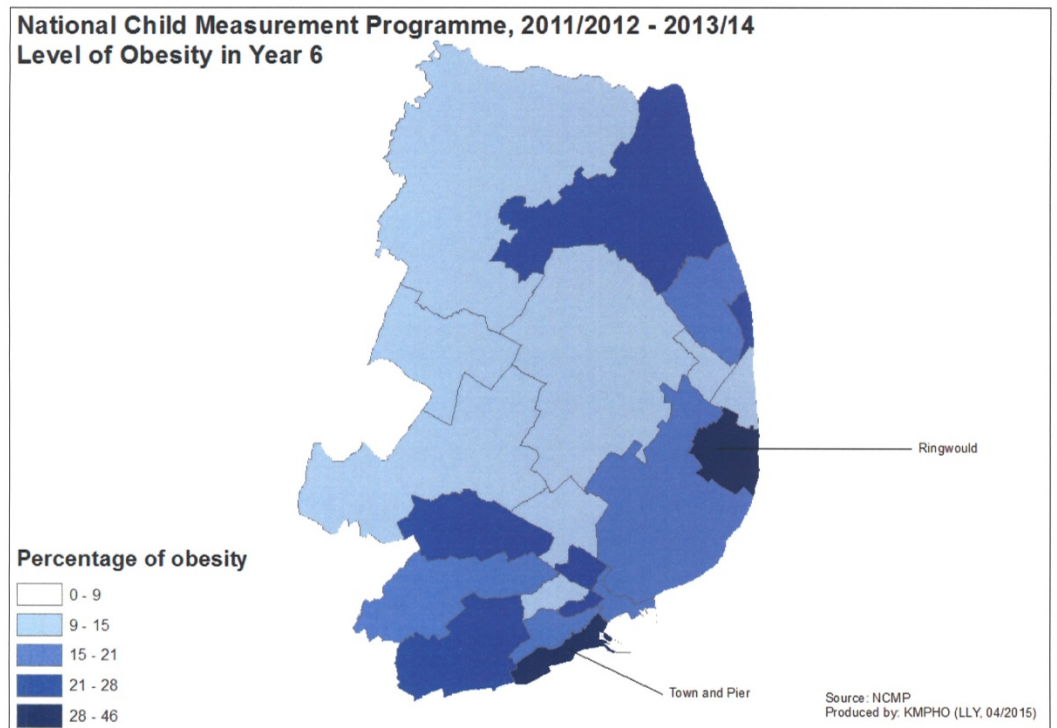 National Child Measurement Programme, 2011/2012 - 2013/14
Level of Obesity in Year 6
Ringwould
Percentage of obesity
0 - 9
9 - 15
15 - 21
21 - 28
28 - 46
Town and Pier
Source: NCMP
Produced by: KMPHO (LLY, 04/2015)